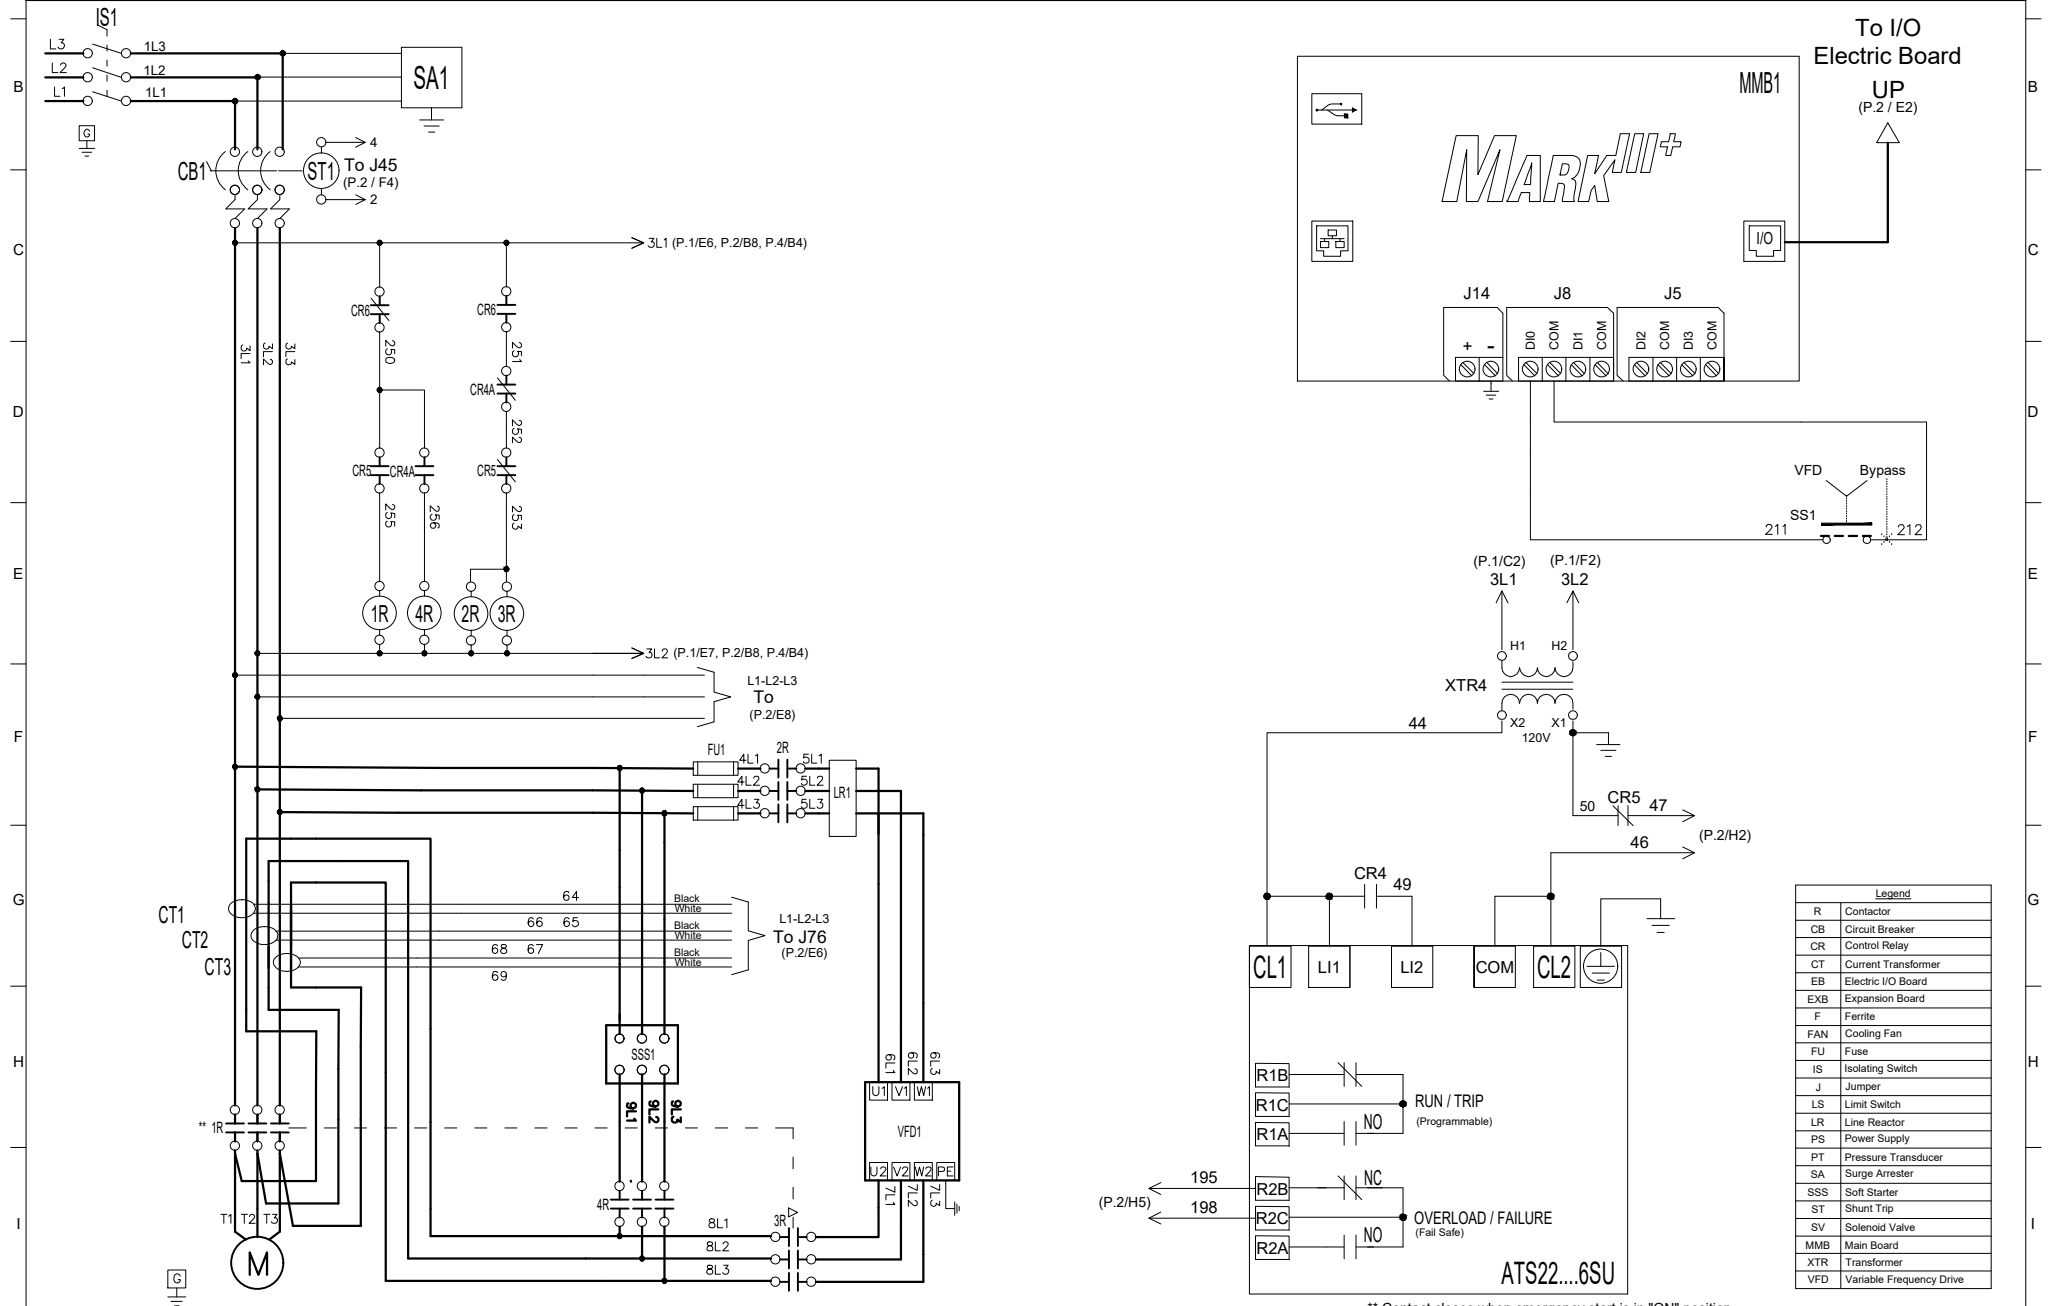 IS1
L3
1L3
L2
1L2
L1
1L1
SA1
G
CB1
ST1
4
To J45
(P.2 / F4)
2
3L1 (P.1/E6, P.2/B8, P.4/B4)
CR6
CR6
250
251
3L1
3L2
3L3
CR4A
252
CR5
CR4A
CR5
255
256
253
1R
4R
2R
3R
3L2 (P.1/E7, P.2/B8, P.4/B4)
L1-L2-L3
To
(P.2/E8)
FU1
4L1
2R
5L1
4L2
5L2
4L3
5L3
LR1
CT1
CT2
CT3
64
Black
White
66 65
Black
White
68 67
Black
White
69
L1-L2-L3
To J76
(P.2/E6)
SSS1
9L1
9L2
9L3
6L1
6L2
6L3
U1 V1 W1
VFD1
U2 V2 W2 PE
7L1
7L2
7L3
** 1R
4R
3R
8L1
8L2
8L3
T1 T2 T3
M
G
To I/O
Electric Board
UP
(P.2 / E2)
MMB1
MARK III+
I/O
J14
J8
J5
+ -
DI0
COM
DI1
COM
DI2
COM
DI3
COM
VFD
Bypass
SS1
211
212
(P.1/C2)
3L1
(P.1/F2)
3L2
H1
H2
XTR4
X2
X1
120V
44
50
CR5
47
(P.2/H2)
46
CR4
49
CL1
LI1
LI2
COM
CL2
R1B
R1C
RUN / TRIP
(Programmable)
R1A
NO
195
R2B
NC
(P.2/H5)
198
R2C
OVERLOAD / FAILURE
(Fail Safe)
R2A
NO
ATS22....6SU
** Contact closes when emergency start is in "ON" position
Legend
R Contactor
CB Circuit Breaker
CR Control Relay
CT Current Transformer
EB Electric I/O Board
EXB Expansion Board
F Ferrite
FAN Cooling Fan
FU Fuse
IS Isolating Switch
J Jumper
LS Limit Switch
LR Line Reactor
PS Power Supply
PT Pressure Transducer
SA Surge Arrester
SSS Soft Starter
ST Shunt Trip
SV Solenoid Valve
MMB Main Board
XTR Transformer
VFD Variable Frequency Drive
B
C
D
E
F
G
H
I
B
C
D
E
F
G
H
I